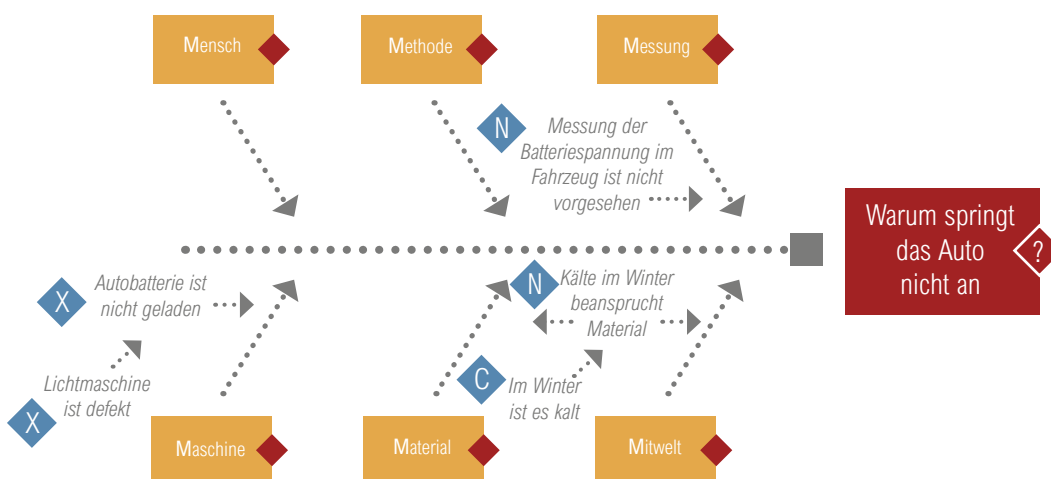 Mensch
Methode
Messung
N
Messung der
Batteriespannung im
Fahrzeug ist nicht
vorgesehen
Warum springt
das Auto
nicht an
?
X
Autobatterie ist
nicht geladen
N
Kälte im Winter
beansprucht
Material
X
Lichtmaschine
ist defekt
C
Im Winter
ist es kalt
Maschine
Material
Mitwelt